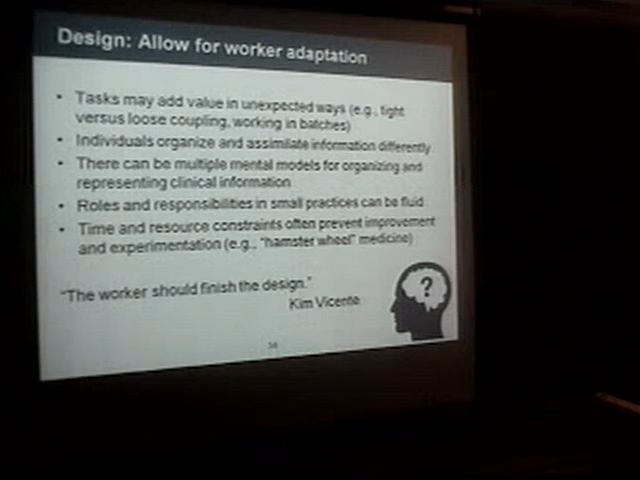 Design: Allow for worker adaptation
• Tasks may add value in unexpected ways (e.g., tight
versus loose coupling, working in batches)
• Individuals organize and assimilate information differently
• There can be multiple mental models for organizing and
representing clinical information
• Roles and responsibilities in small practices can be fluid
• Time and resource constraints often prevent improvement
and experimentation (e.g., "hamster wheel" medicine)
"The worker should finish the design."
Kim Vicente
?